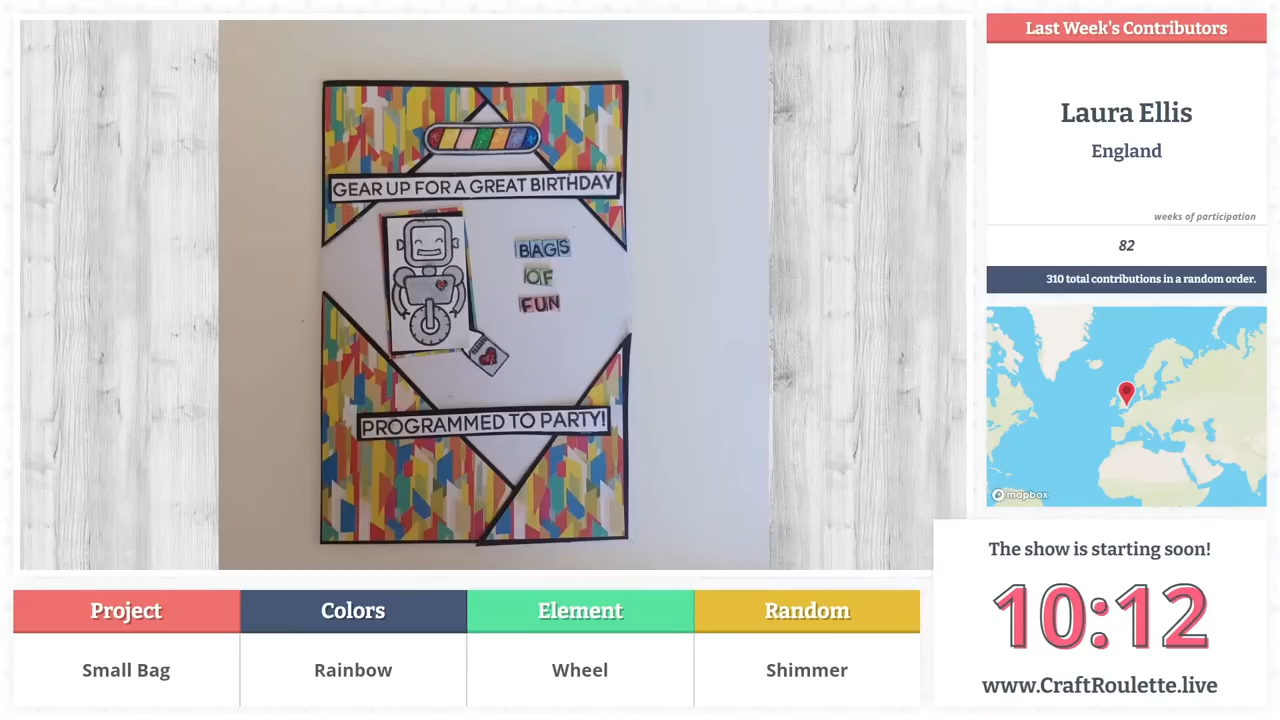 Last Week's Contributors
Laura Ellis
England
weeks of participation
82
310 total contributions in a random order.
GEAR UP FOR A GREAT BIRTHDAY
BAGS
OF
FUN
PROGRAMMED TO PARTY!
mapbox
The show is starting soon!
10:12
www.CraftRoulette.live
Project
Colors
Element
Random
Small Bag
Rainbow
Wheel
Shimmer